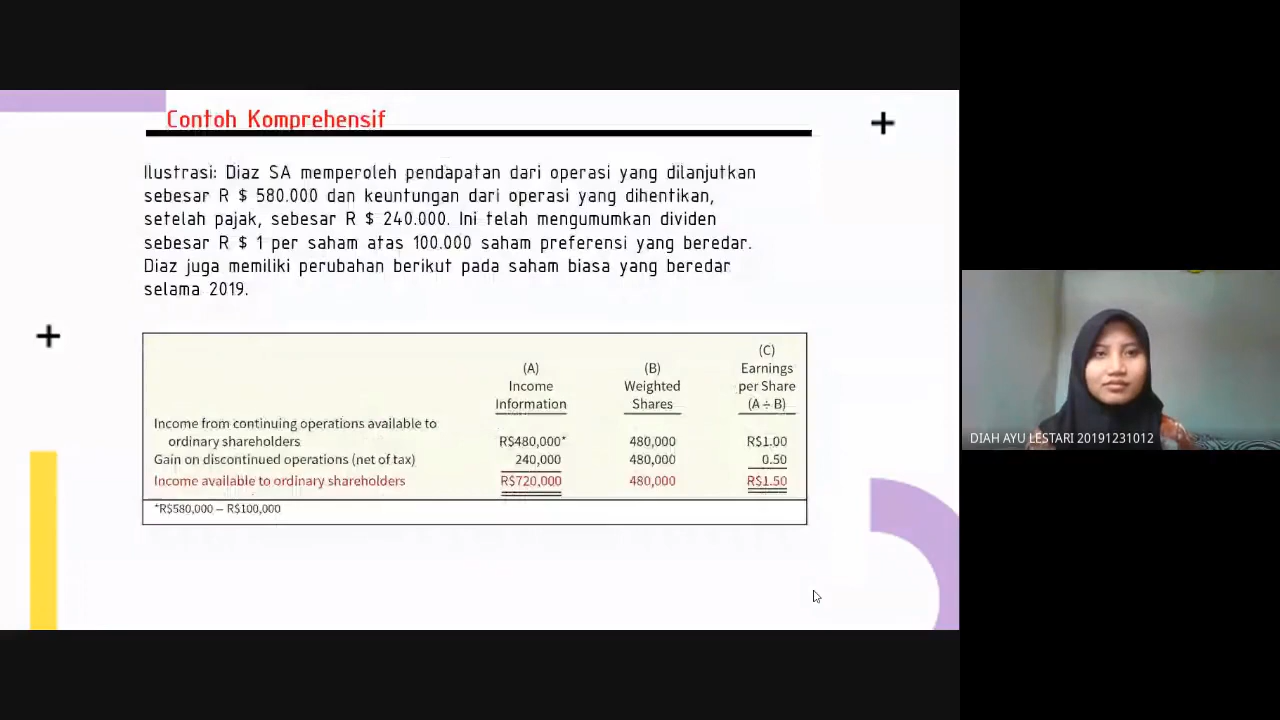 Contoh Komprehensif
Ilustrasi: Diaz SA memperoleh pendapatan dari operasi yang dilanjutkan
sebesar R $ 580.000 dan keuntungan dari operasi yang dihentikan,
setelah pajak, sebesar R $ 240.000. Ini telah mengumumkan dividen
sebesar R $ 1 per saham atas 100.000 saham preferensi yang beredar.
Diaz juga memiliki perubahan berikut pada saham biasa yang beredar
selama 2019.
(A) (B) (C)
Income Weighted Earnings
Information Shares per Share
(A ÷ B)
Income from continuing operations available to
ordinary shareholders R$480,000* 480,000 R$1.00
Gain on discontinued operations (net of tax) 240,000 480,000 0.50
Income available to ordinary shareholders R$720,000 480,000 R$1.50
*R$580,000 – R$100,000
DIAH AYU LESTARI 20191231012